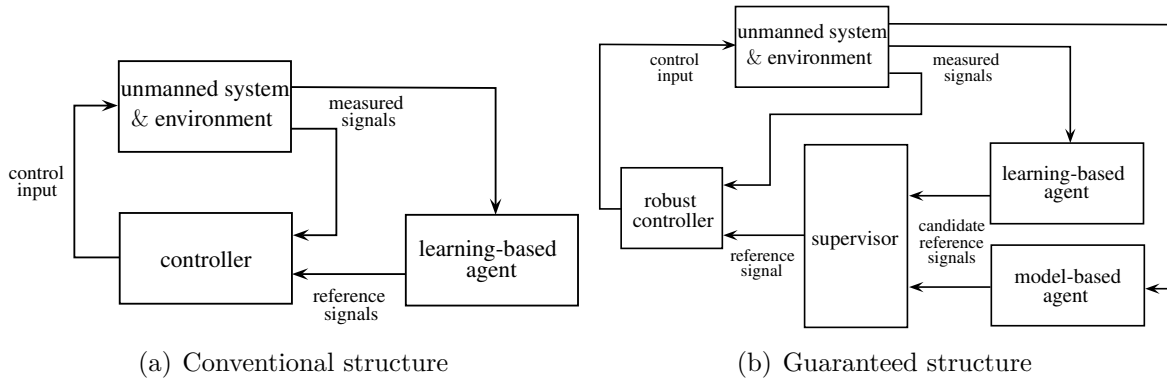 unmanned system
& environment
measured
signals
control
input
controller
learning-based
agent
reference
signals
(a) Conventional structure
unmanned system
& environment
control
input
measured
signals
learning-based
agent
robust
controller
supervisor
candidate
reference
signals
reference
signal
model-based
agent
(b) Guaranteed structure